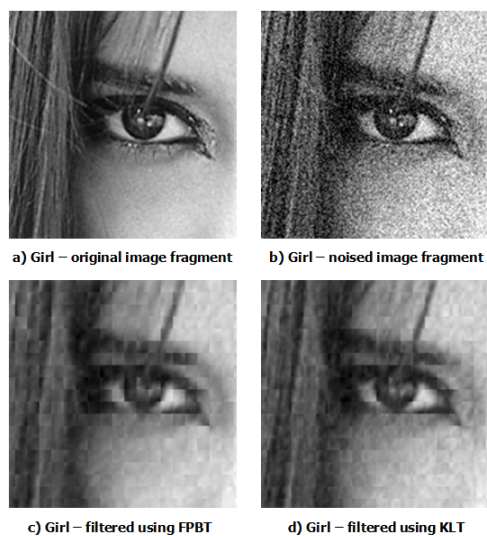 a) Girl – original image fragment
b) Girl – noised image fragment
c) Girl – filtered using FPBT
d) Girl – filtered using KLT